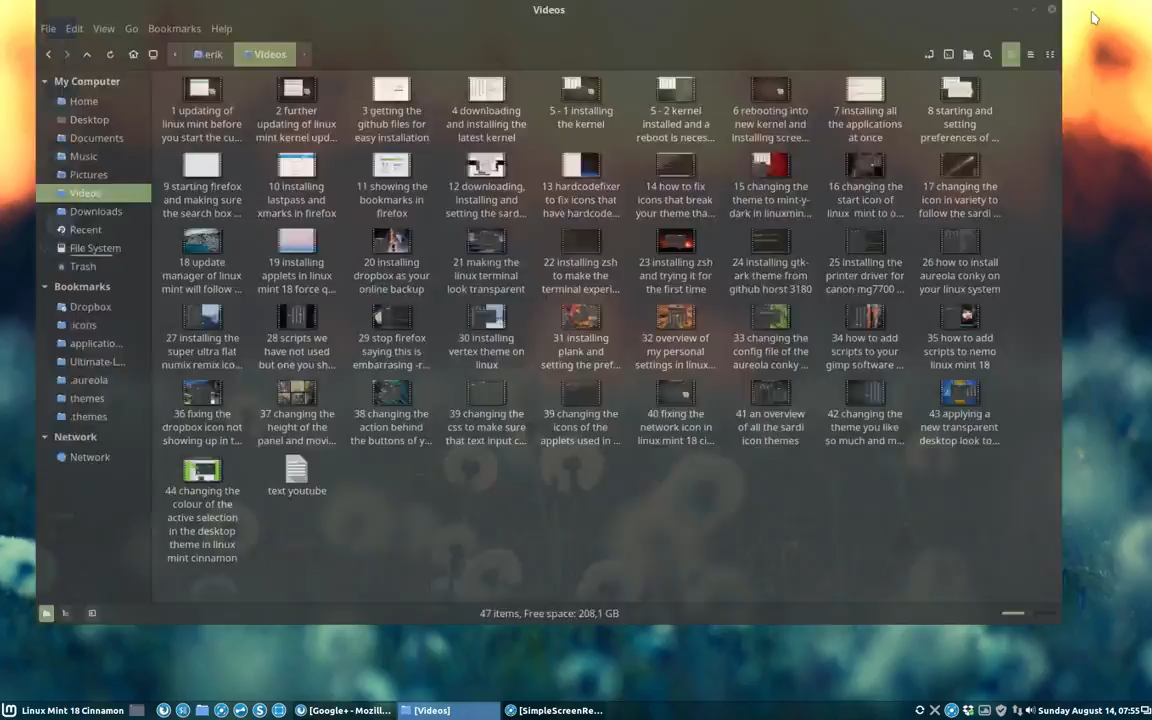 Videos
File Edit View Go Bookmarks Help
erik Videos
My Computer
Home
Desktop
Documents
Music
Pictures
Videos
Downloads
Recent
File System
Trash
Bookmarks
Dropbox
.icons
applicatio...
Ultimate-L...
.aureola
themes
.themes
Network
Network
1 updating of
linux mint before
you start the cu...
2 further
updating of linux
mint kernel upd...
3 getting the
github files for
easy installation
4 downloading
and installing the
latest kernel
5 - 1 installing
the kernel
5 - 2 kernel
installed and a
reboot is neces...
6 rebooting into
new kernel and
installing scree...
7 installing all
the applications
at once
8 starting and
setting
preferences of ...
9 starting firefox
and making sure
the search box ...
10 installing
lastpass and
xmarks in firefox
11 showing the
bookmarks in
firefox
12 downloading,
installing and
setting the sard...
13 hardcodefixer
to fix icons that
have hardcode...
14 how to fix
icons that break
your theme tha...
15 changing the
theme to mint-y-
dark in linuxmin...
16 changing the
start icon of
linux mint to o...
17 changing the
icon in variety to
follow the sardi ...
18 update
manager of linux
mint will follow ...
19 installing
applets in linux
mint 18 force q...
20 installing
dropbox as your
online backup
21 making the
linux terminal
look transparent
22 installing zsh
to make the
terminal experi...
23 installing zsh
and trying it for
the first time
24 installing gtk-
ark theme from
github horst 3180
25 installing the
printer driver for
canon mg7700 ...
26 how to install
aureola conky on
your linux system
27 installing the
super ultra flat
numix remix ico...
28 scripts we
have not used
but one you sh...
29 stop firefox
saying this is
embarrasing -r...
30 installing
vertex theme on
linux
31 installing
plank and
setting the pref...
32 overview of
my personal
settings in linux...
33 changing the
config file of the
aureola conky ...
34 how to add
scripts to your
gimp software ...
35 how to add
scripts to nemo
linux mint 18
36 fixing the
dropbox icon not
showing up in t...
37 changing the
height of the
panel and movi...
38 changing the
action behind
the buttons of y...
39 changing the
css to make sure
that text input c...
39 changing the
icons of the
applets used in ...
40 fixing the
network icon in
linux mint 18 ci...
41 an overview
of all the sardi
icon themes
42 changing the
theme you like
so much and m...
43 applying a
new transparent
desktop look to...
44 changing the
colour of the
active selection
in the desktop
theme in linux
mint cinnamon
text youtube
47 items, Free space: 208,1 GB
Linux Mint 18 Cinnamon [Google+ - Mozill... [Videos] [SimpleScreenRe... Sunday August 14, 07:55